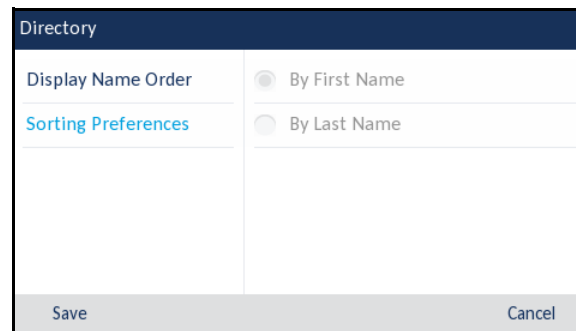 Directory
Display Name Order
Sorting Preferences
By First Name
By Last Name
Save
Cancel